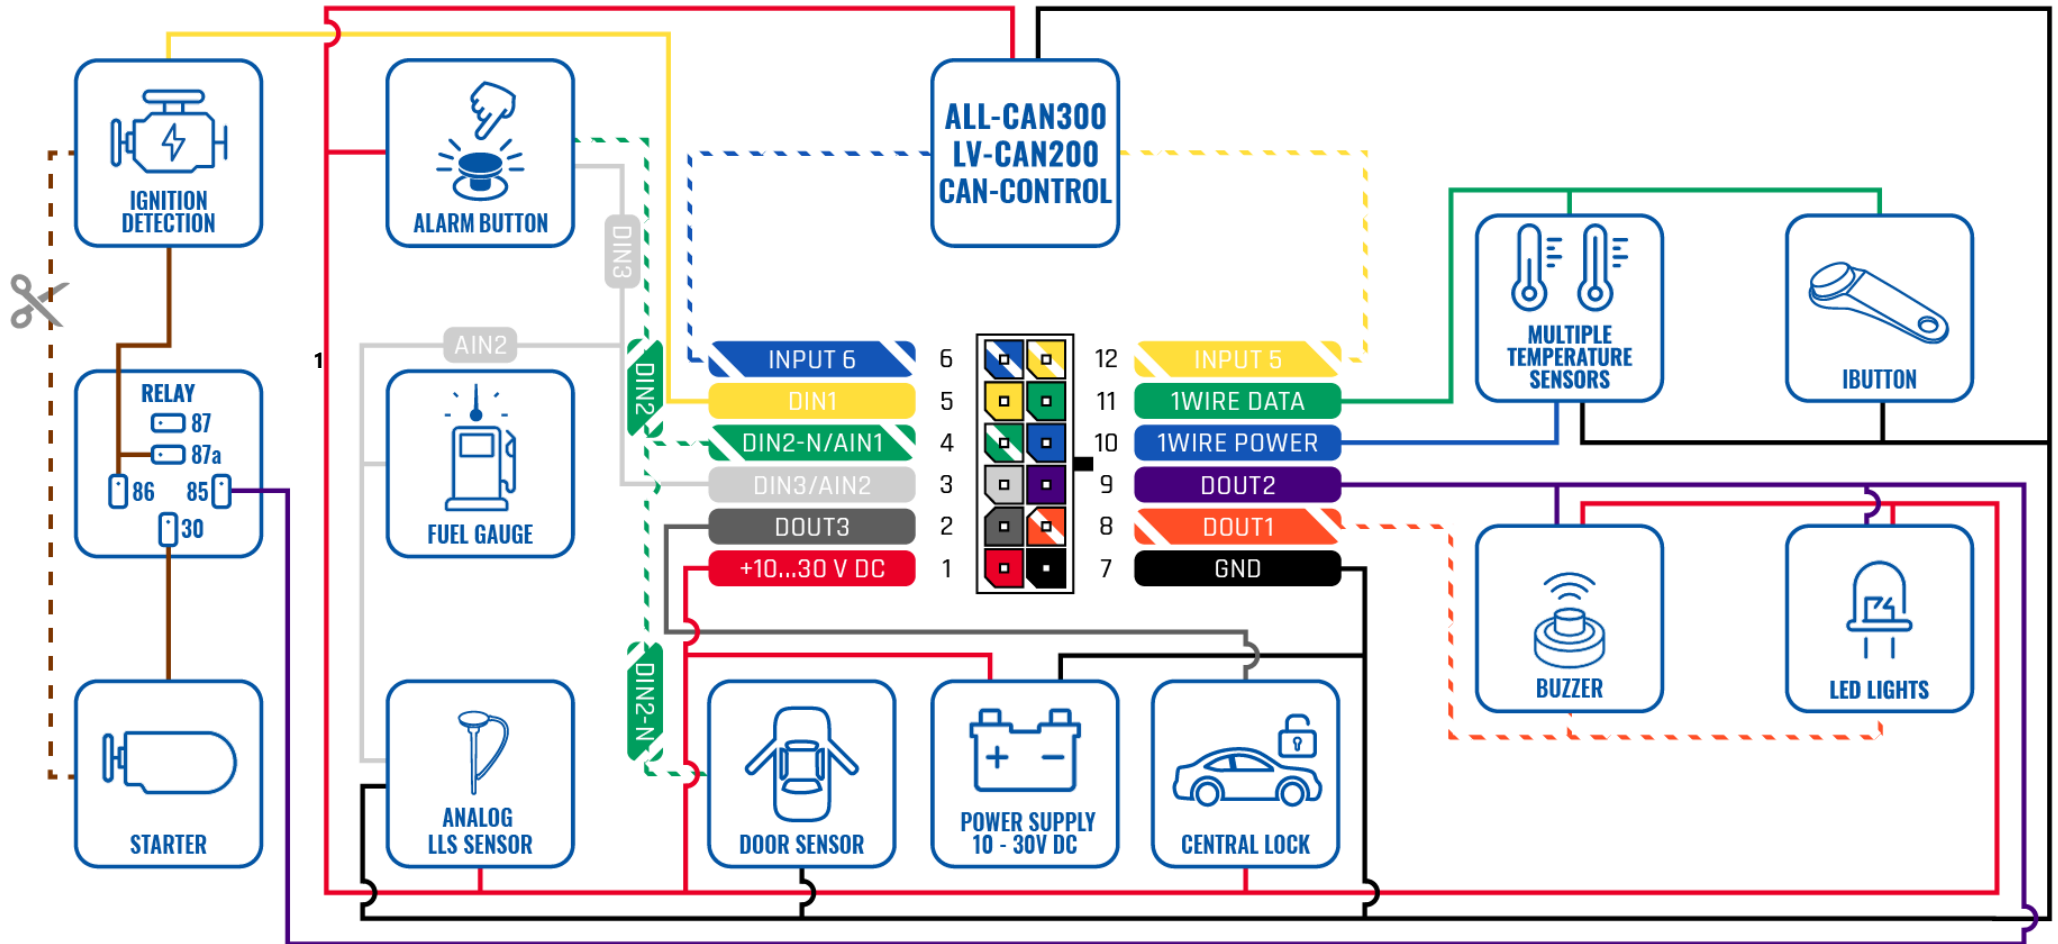 IGNITION
DETECTION
ALARM BUTTON
ALL-CAN300
LV-CAN200
CAN-CONTROL
DIN3
AIN2
DIN2
1
MULTIPLE
TEMPERATURE
SENSORS
IBUTTON
RELAY
87
87a
86
85
30
FUEL GAUGE
INPUT 6
6
12
INPUT 5
DIN1
5
11
1WIRE DATA
DIN2-N/AIN1
4
10
1WIRE POWER
DIN3/AIN2
3
9
DOUT2
DOUT3
2
8
DOUT1
+10...30 V DC
1
7
GND
DIN2-N
BUZZER
LED LIGHTS
STARTER
ANALOG
LLS SENSOR
DOOR SENSOR
POWER SUPPLY
10 - 30V DC
CENTRAL LOCK